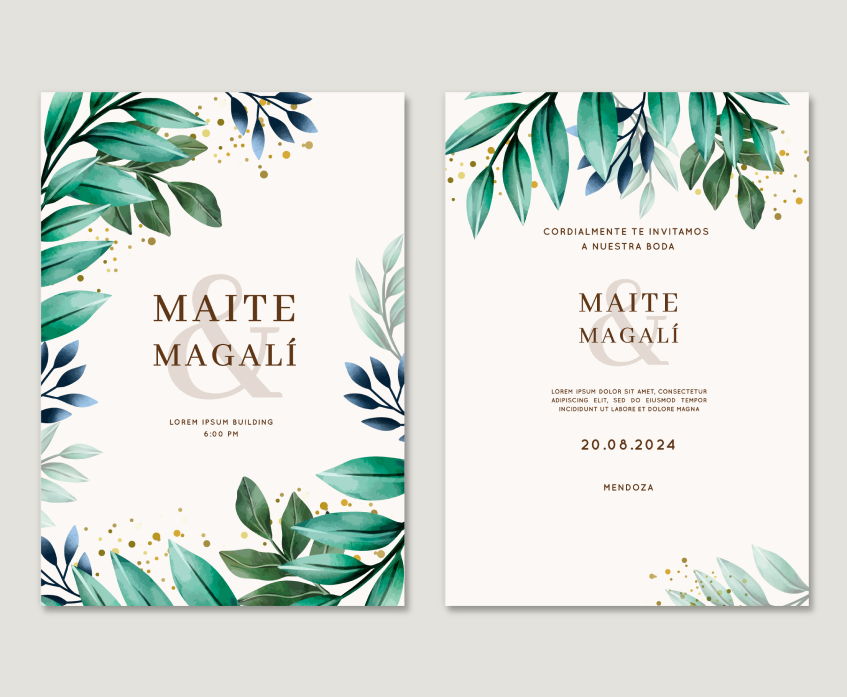 MAITE
&
MAGALÍ
LOREM IPSUM BUILDING
6:00 PM
CORDIALMENTE TE INVITAMOS
A NUESTRA BODA
MAITE
&
MAGALÍ
LOREM IPSUM DOLOR SIT AMET, CONSECTETUR
ADIPISCING ELIT, SED DO EIUSMOD TEMPOR
INCIDIDUNT UT LABORE ET DOLORE MAGNA
20.08.2024
MENDOZA